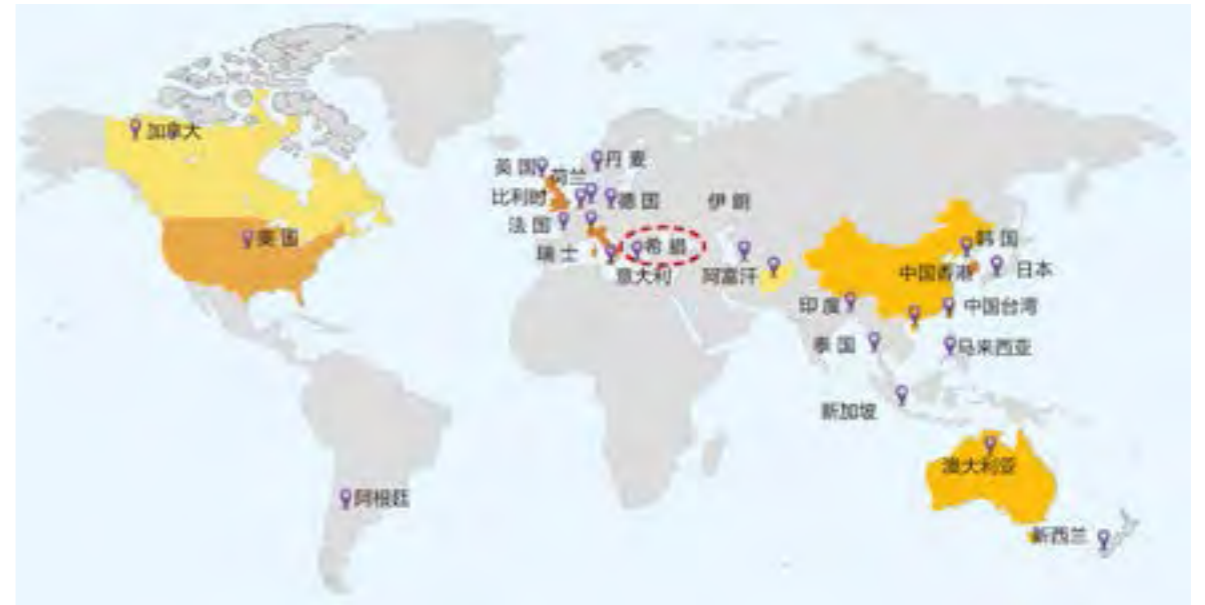 加拿大
美国
英国
荷兰
丹麦
比利时
德国
法国
瑞士
希腊
意大利
伊朗
阿富汗
韩国
中国香港
日本
印度
中国台湾
泰国
马来西亚
新加坡
澳大利亚
阿根廷
新西兰